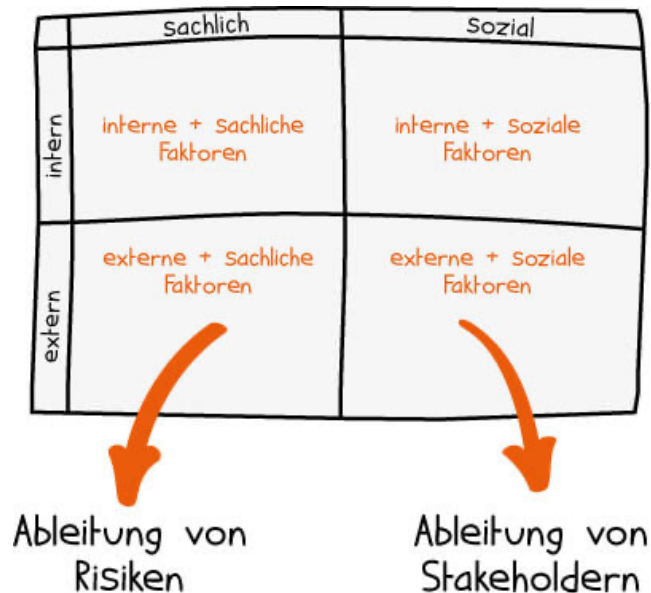 sachlich
sozial
intern
interne + sachliche
Faktoren
interne + soziale
Faktoren
extern
externe + sachliche
Faktoren
externe + soziale
Faktoren
Ableitung von
Risiken
Ableitung von
Stakeholdern